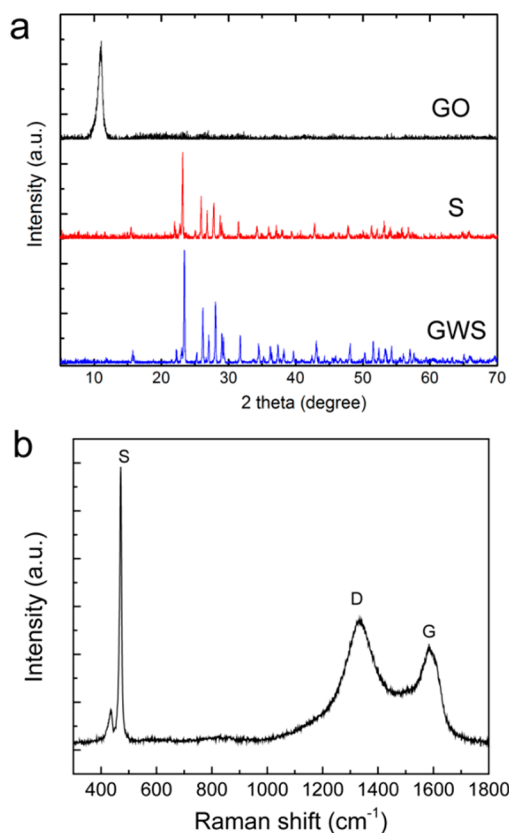 a
GO
S
GWS
Intensity (a.u.)
10 20 30 40 50 60 70
2 theta (degree)
b
S
D
G
Intensity (a.u.)
400 600 800 1000 1200 1400 1600 1800
Raman shift (cm⁻¹)